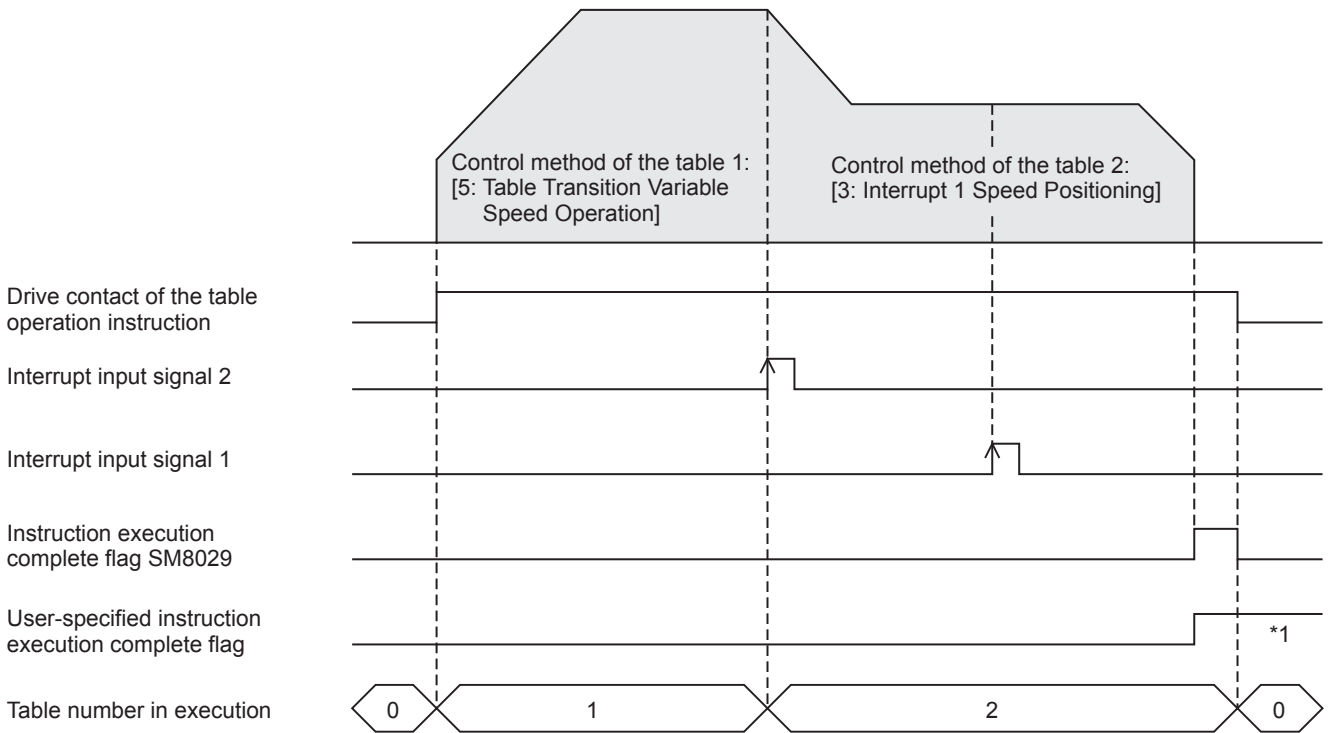 Control method of the table 1:
[5: Table Transition Variable
Speed Operation]
Control method of the table 2:
[3: Interrupt 1 Speed Positioning]
Drive contact of the table
operation instruction
Interrupt input signal 2
Interrupt input signal 1
Instruction execution
complete flag SM8029
User-specified instruction
execution complete flag
*1
Table number in execution
0
1
2
0